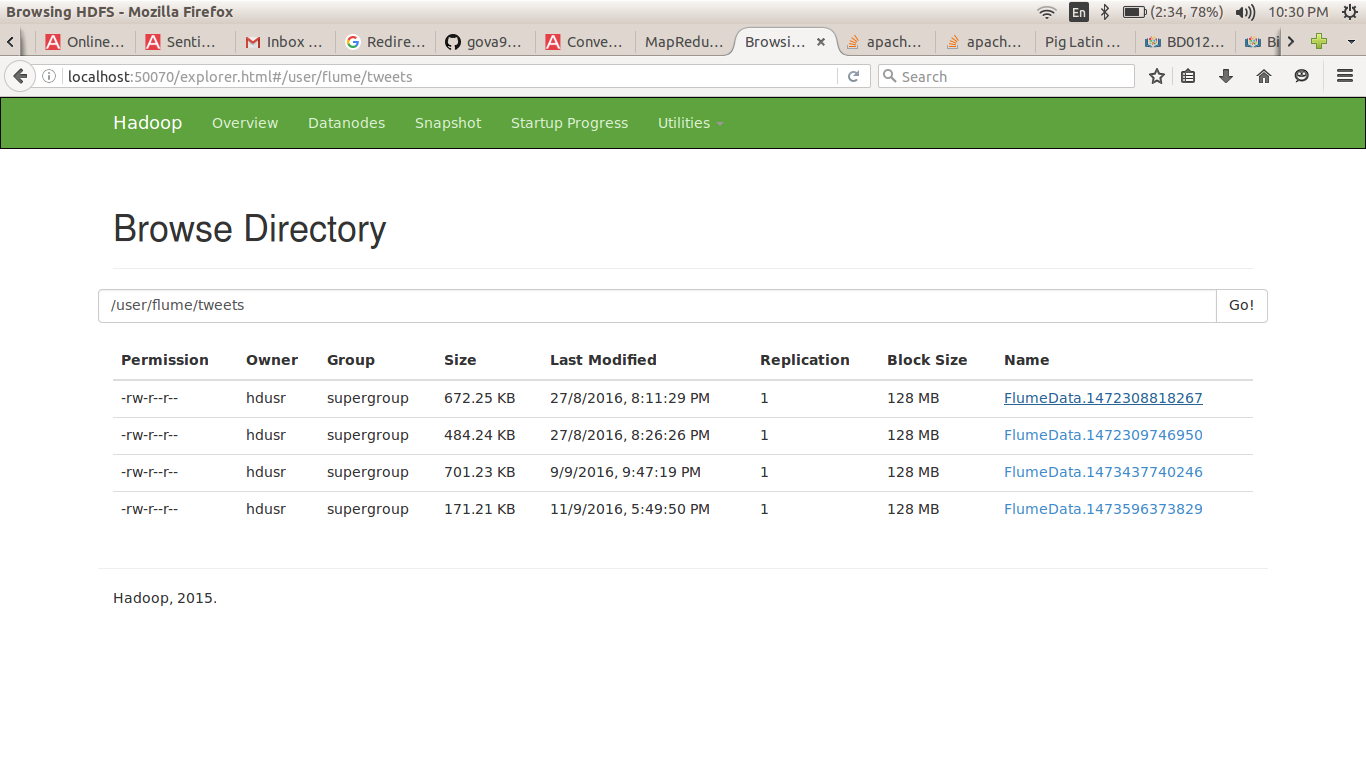 Browsing HDFS - Mozilla Firefox
En (2:34, 78%) 10:30 PM
Online... Senti... Inbox ... Redire... gova9... Conve... MapRedu... Browsi... apach... apach... Pig Latin ... BD012... Bi
localhost:50070/explorer.html#/user/flume/tweets Search
Hadoop Overview Datanodes Snapshot Startup Progress Utilities
Browse Directory
/user/flume/tweets Go!
Permission Owner Group Size Last Modified Replication Block Size Name
-rw-r--r-- hdusr supergroup 672.25 KB 27/8/2016, 8:11:29 PM 1 128 MB FlumeData.1472308818267
-rw-r--r-- hdusr supergroup 484.24 KB 27/8/2016, 8:26:26 PM 1 128 MB FlumeData.1472309746950
-rw-r--r-- hdusr supergroup 701.23 KB 9/9/2016, 9:47:19 PM 1 128 MB FlumeData.1473437740246
-rw-r--r-- hdusr supergroup 171.21 KB 11/9/2016, 5:49:50 PM 1 128 MB FlumeData.1473596373829
Hadoop, 2015.